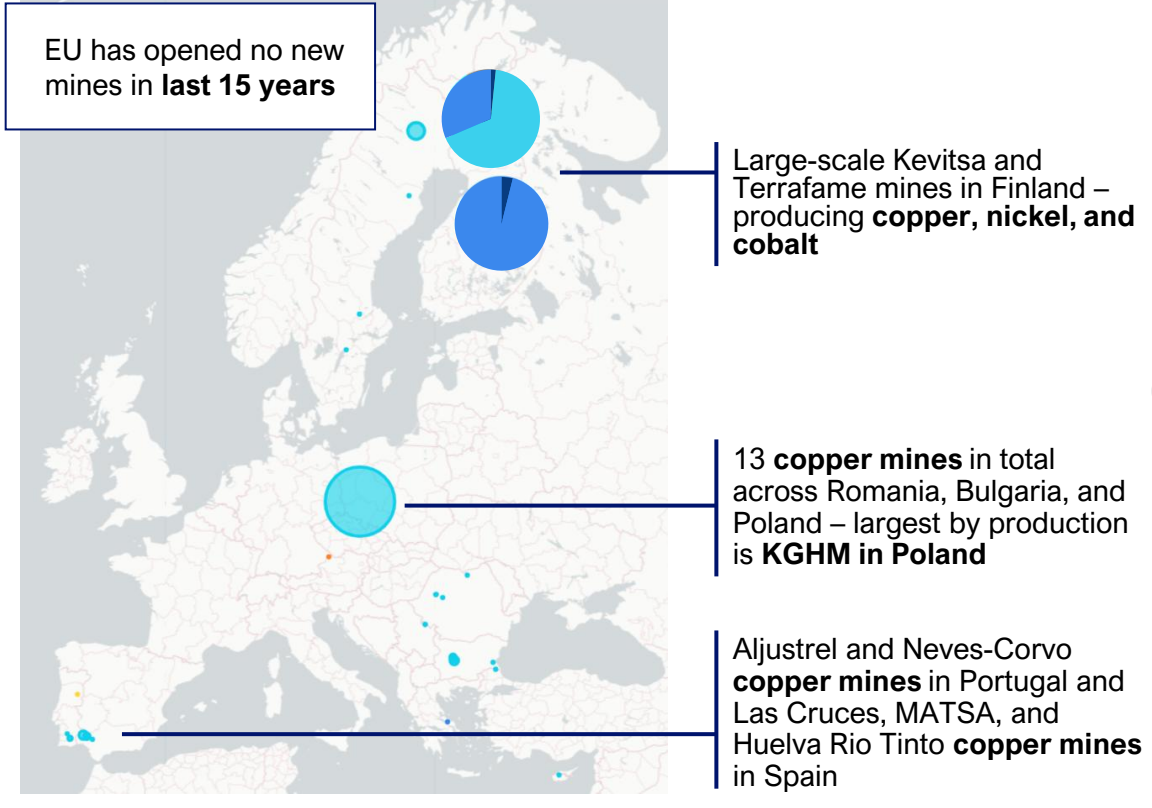 EU has opened no new
mines in last 15 years
Large-scale Kevitsa and
Terrafame mines in Finland –
producing copper, nickel, and
cobalt
13 copper mines in total
across Romania, Bulgaria, and
Poland – largest by production
is KGHM in Poland
Aljustrel and Neves-Corvo
copper mines in Portugal and
Las Cruces, MATSA, and
Huelva Rio Tinto copper mines
in Spain